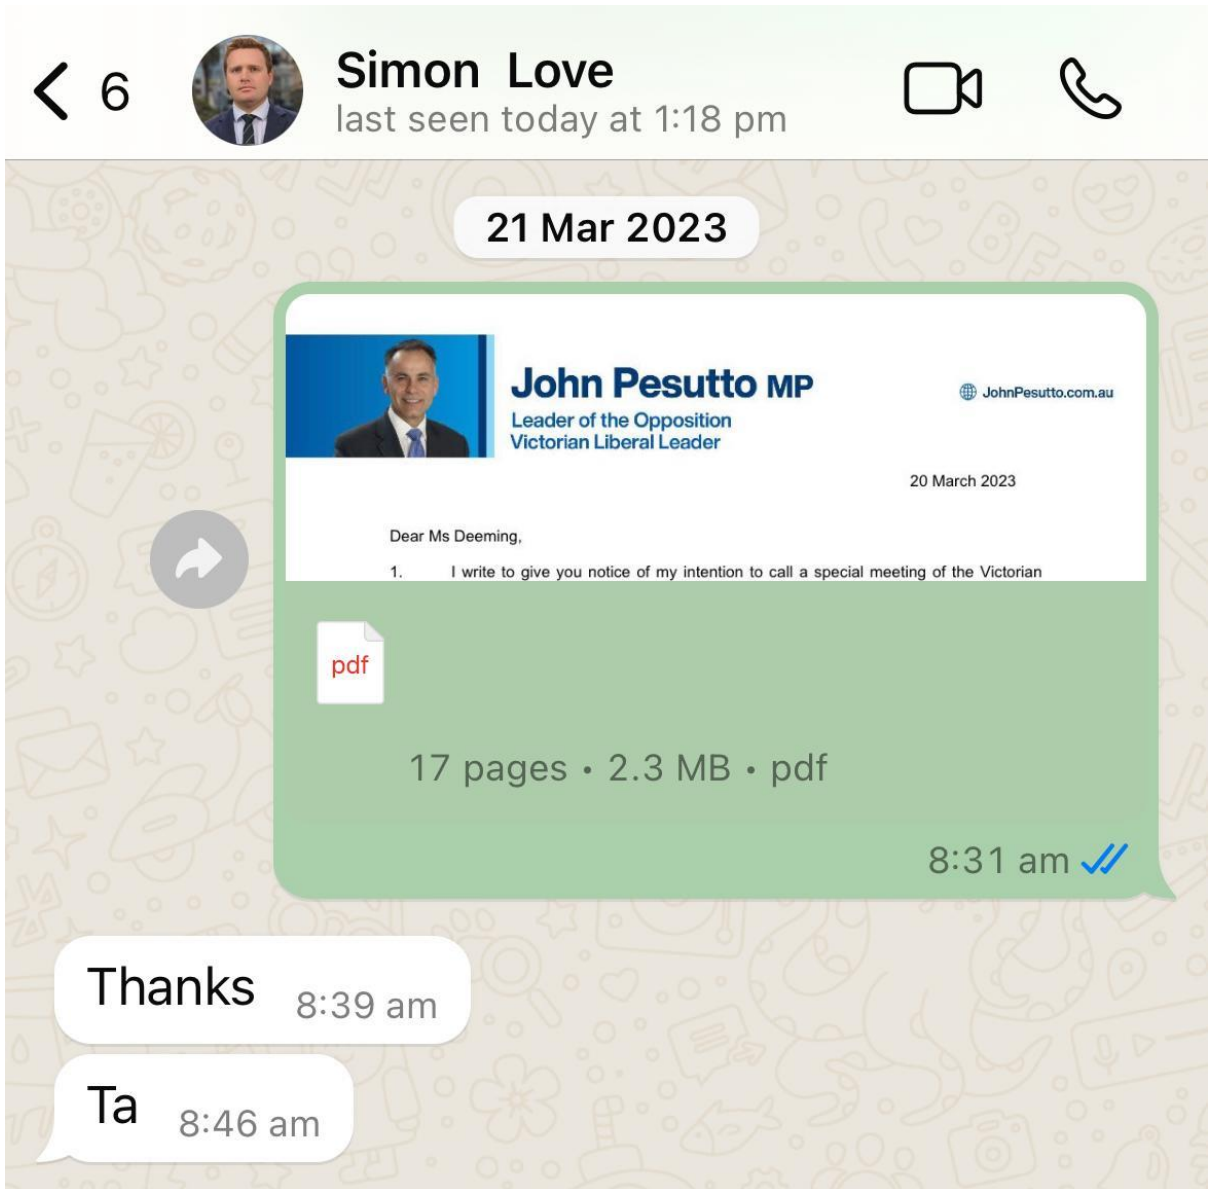 6
Simon Love
last seen today at 1:18 pm
21 Mar 2023
John Pesutto MP
JohnPesutto.com.au
Leader of the Opposition
Victorian Liberal Leader
20 March 2023
Dear Ms Deeming,
1. I write to give you notice of my intention to call a special meeting of the Victorian
pdf
17 pages • 2.3 MB • pdf
8:31 am
Thanks 8:39 am
Ta 8:46 am